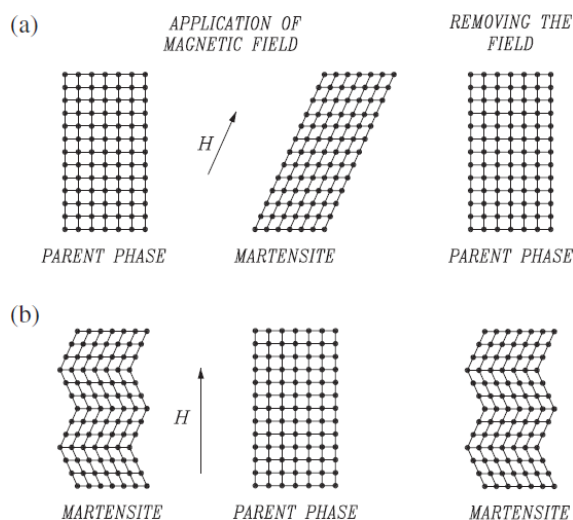 (a)
APPLICATION OF
MAGNETIC FIELD
REMOVING THE
FIELD
H
PARENT PHASE
MARTENSITE
PARENT PHASE
(b)
H
MARTENSITE
PARENT PHASE
MARTENSITE